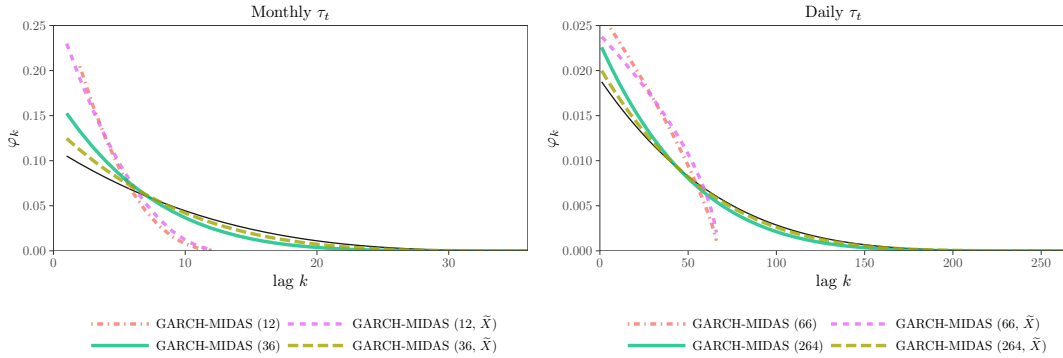 Monthly τ_t
0.25
0.20
0.15
0.10
0.05
0.00
φ_k
0 10 20 30
lag k
GARCH-MIDAS (12) GARCH-MIDAS (12, X̃)
GARCH-MIDAS (36) GARCH-MIDAS (36, X̃)
Daily τ_t
0.025
0.020
0.015
0.010
0.005
0.000
φ_k
0 50 100 150 200 250
lag k
GARCH-MIDAS (66) GARCH-MIDAS (66, X̃)
GARCH-MIDAS (264) GARCH-MIDAS (264, X̃)